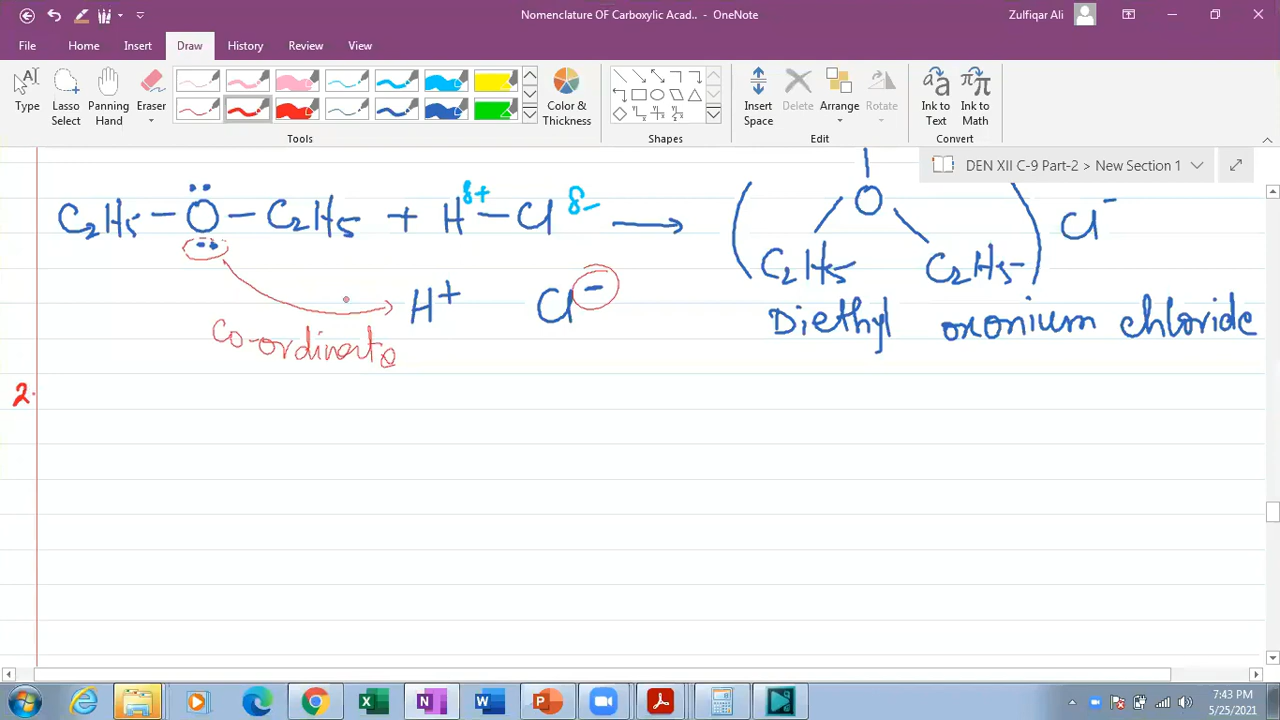 Nomenclature OF Carboxylic Acad.. - OneNote
Zulfiqar Ali
File Home Insert Draw History Review View
Type
Lasso Select
Panning Hand
Eraser
Color & Thickness
Insert Space
Delete
Arrange
Rotate
Ink to Text
Ink to Math
Tools
Shapes
Edit
Convert
DEN XII C-9 Part-2 > New Section 1
C2H5 — Ö — C2H5 + H δ+ — Cl δ- → ( O C2H5 C2H5 ) Cl-
H+ Cl-
Co-ordinate
Diethyl oxonium chloride
2.
7:43 PM
5/25/2021